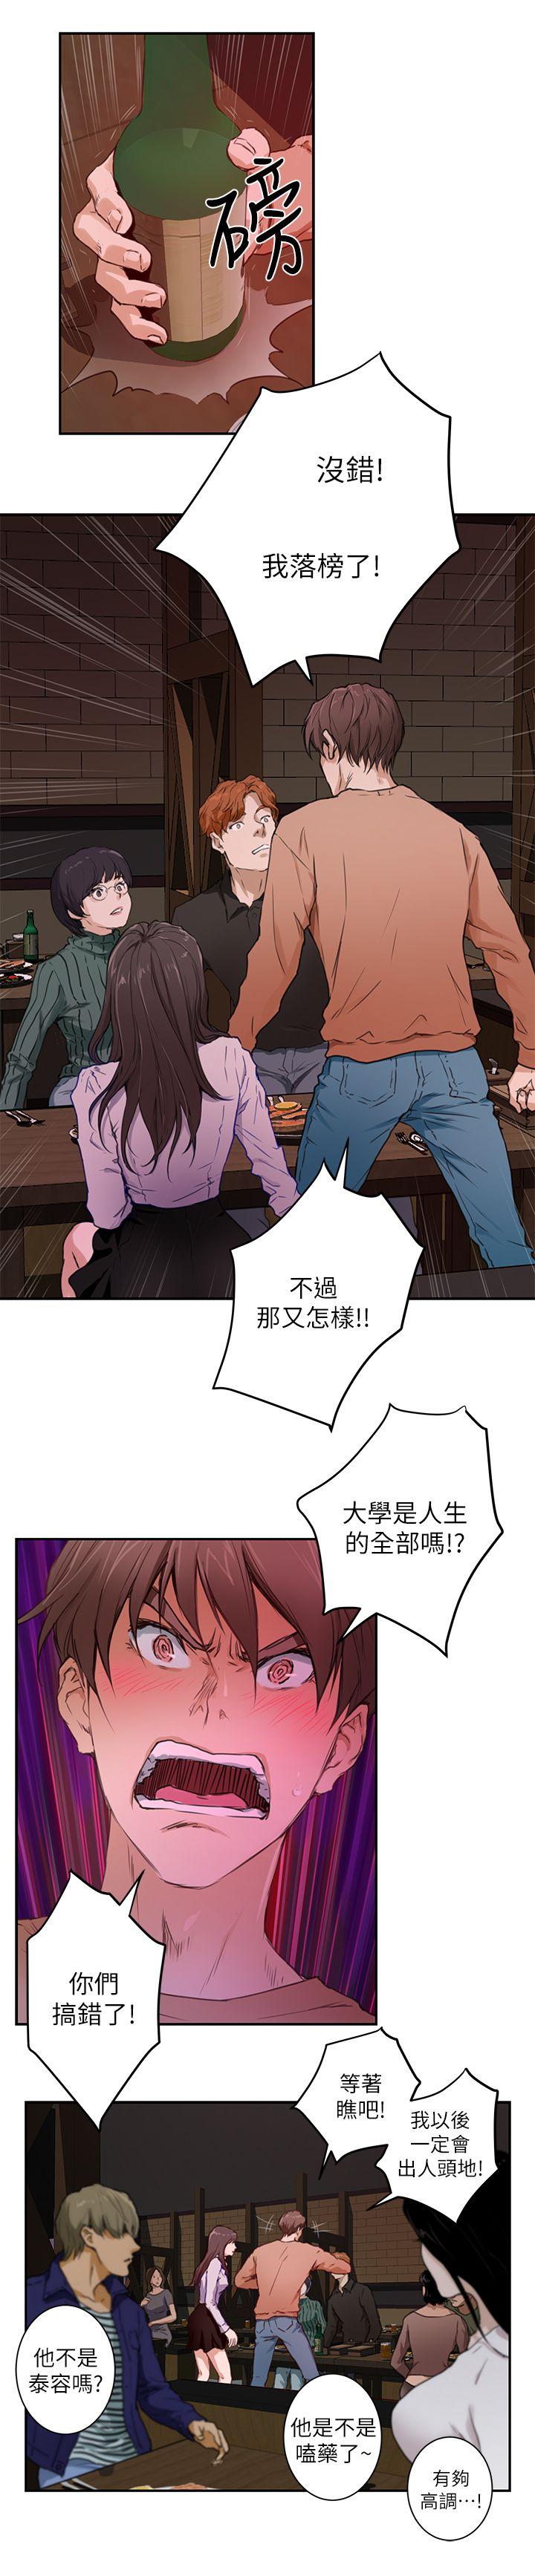 磅
沒錯!
我落榜了!
不過
那又怎樣!!
大學是人生
的全部嗎!?
你們
搞錯了!
等著
瞧吧!
我以後
一定會
出人頭地!
他不是
泰容嗎?
他是不是
嗑藥了~
有夠
高調…!